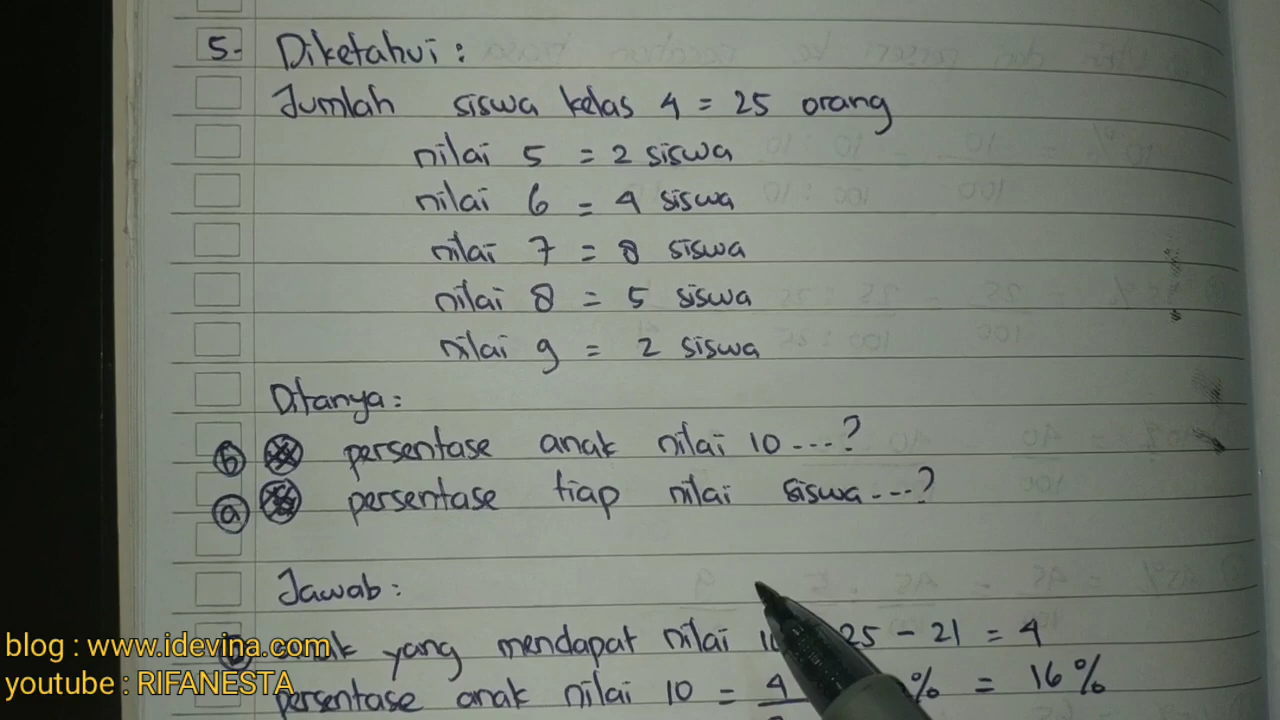 5. Diketahui :
Jumlah siswa kelas 4 = 25 orang
nilai 5 = 2 siswa
nilai 6 = 4 siswa
nilai 7 = 8 siswa
nilai 8 = 5 siswa
nilai 9 = 2 siswa
Ditanya :
b persentase anak nilai 10 ....?
a persentase tiap nilai siswa ...?
Jawab :
anak yang mendapat nilai 25 - 21 = 4
persentase anak nilai 10 = 4 % = 16 %
blog : www.idevina.com
youtube : RIFANESTA